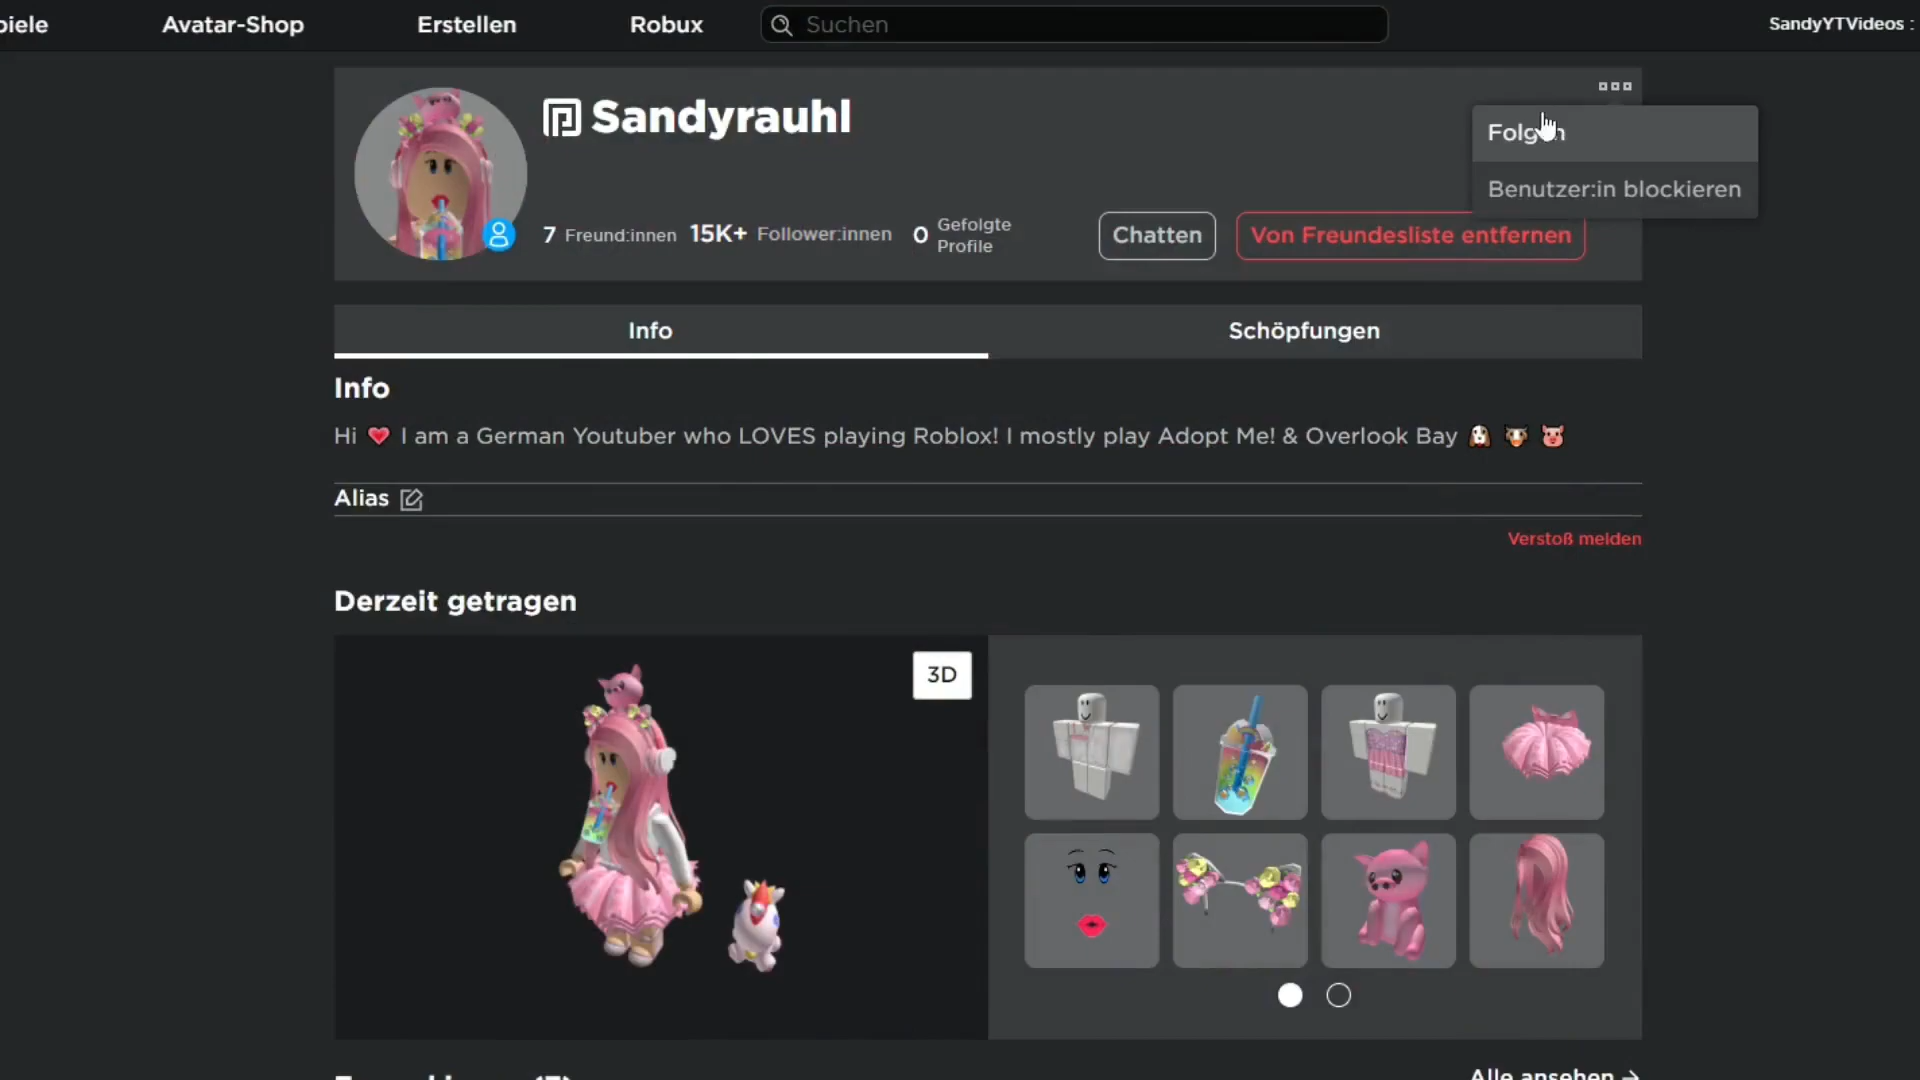 piele Avatar-Shop Erstellen Robux Suchen SandyYTVideos :
Sandyrauhl
Folgen
Benutzer:in blockieren
7 Freund:innen 15K+ Follower:innen 0 Gefolgte Profile
Chatten Von Freundesliste entfernen
Info Schöpfungen
Info
Hi ❤️ I am a German Youtuber who LOVES playing Roblox! I mostly play Adopt Me! & Overlook Bay 🐶 🐮 🐷
Alias
Verstoß melden
Derzeit getragen
3D
Alle ansehen →